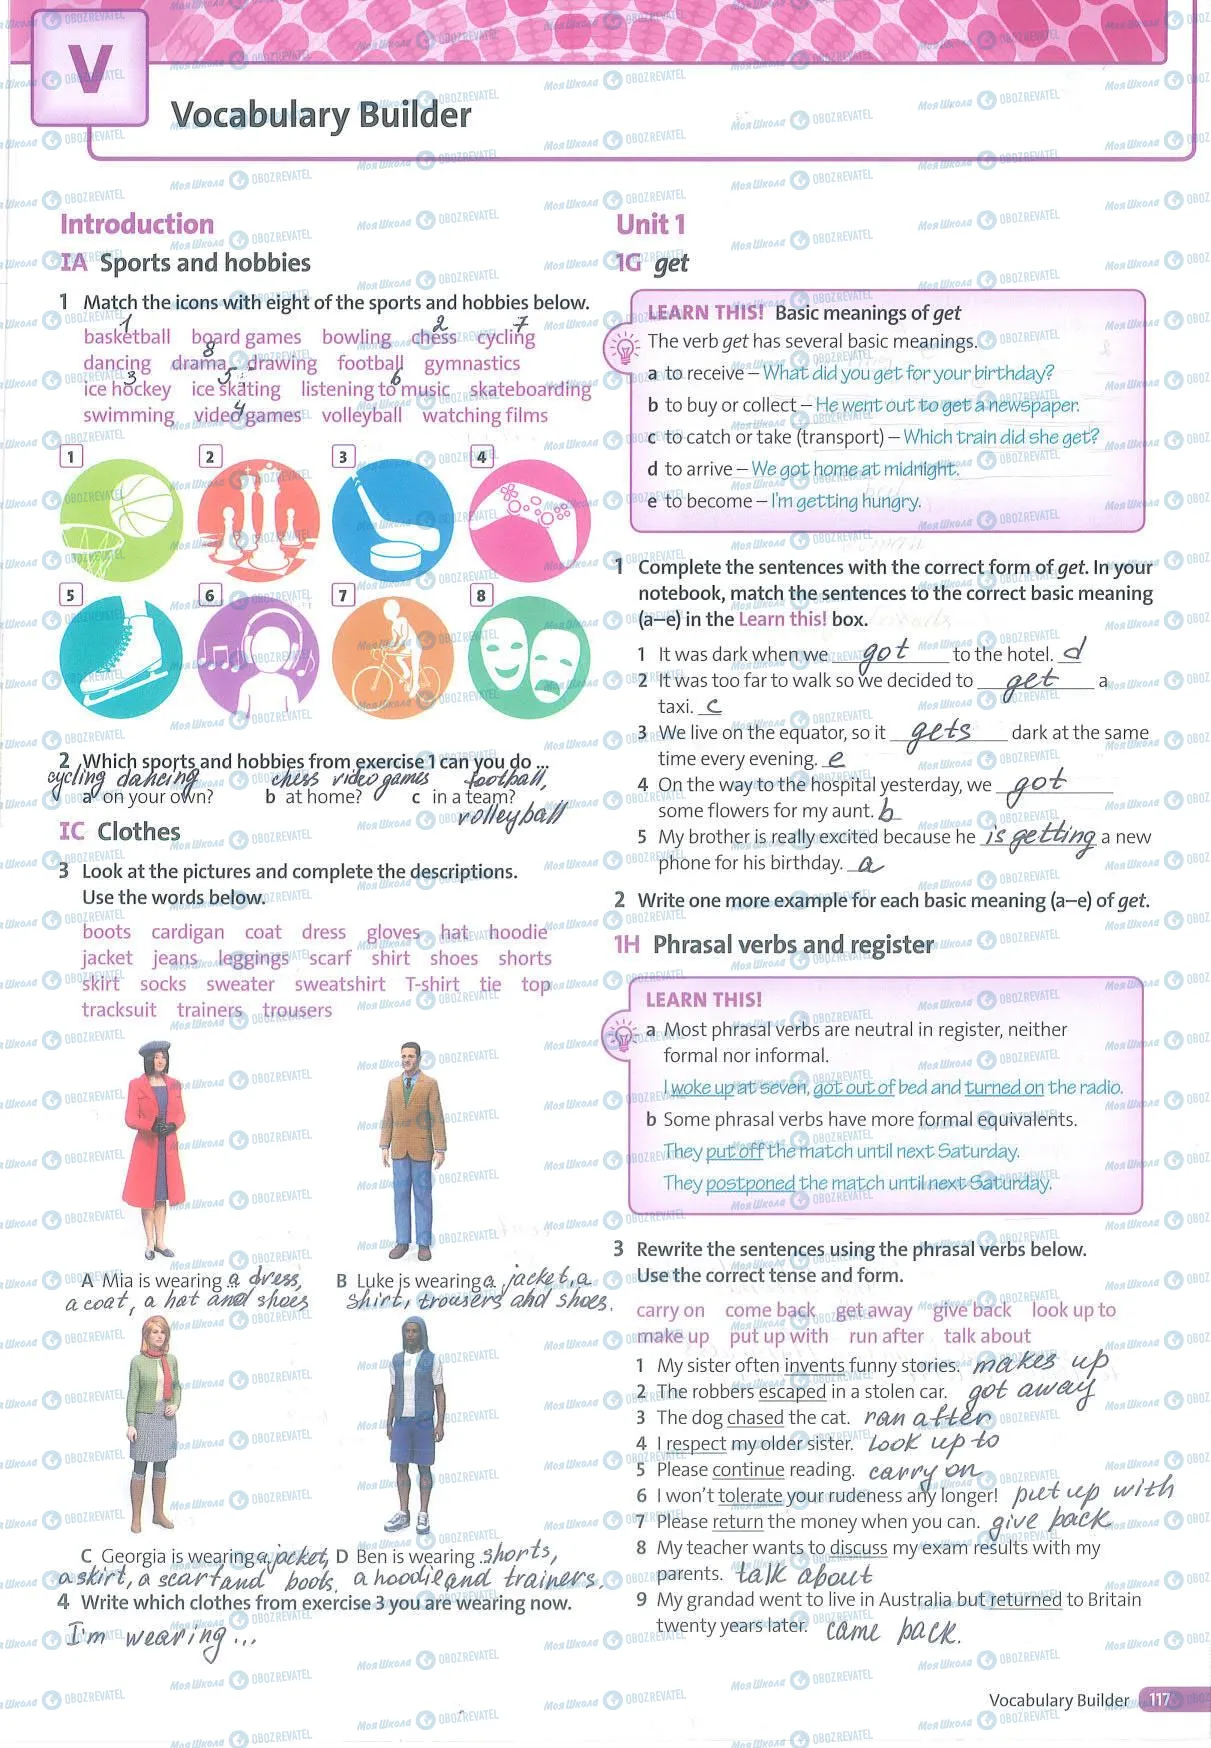 V
Vocabulary Builder
Introduction
IA Sports and hobbies
1 Match the icons with eight of the sports and hobbies below.
1 2 7
basketball board games bowling chess cycling
8
dancing drama drawing football gymnastics
3 5 6
ice hockey ice skating listening to music skateboarding
4
swimming video games volleyball watching films
1 2 3 4
5 6 7 8
2 Which sports and hobbies from exercise 1 can you do ...
cycling dancing chess video games football,
a on your own? b at home? c in a team?
volleyball
IC Clothes
3 Look at the pictures and complete the descriptions.
Use the words below.
boots cardigan coat dress gloves hat hoodie
jacket jeans leggings scarf shirt shoes shorts
skirt socks sweater sweatshirt T-shirt tie top
tracksuit trainers trousers
A Mia is wearing ... a dress,
a coat, a hat and shoes
B Luke is wearing a jacket, a
shirt, trousers and shoes.
C Georgia is wearing a jacket,
a skirt, a scarf and boots.
D Ben is wearing ... shorts,
a hoodie and trainers.
4 Write which clothes from exercise 3 you are wearing now.
I'm wearing ...
Unit 1
1G get
LEARN THIS! Basic meanings of get
The verb get has several basic meanings.
a to receive – What did you get for your birthday?
b to buy or collect – He went out to get a newspaper.
c to catch or take (transport) – Which train did she get?
d to arrive – We got home at midnight.
e to become – I'm getting hungry.
1 Complete the sentences with the correct form of get. In your
notebook, match the sentences to the correct basic meaning
(a–e) in the Learn this! box.
1 It was dark when we got to the hotel. d
2 It was too far to walk so we decided to get a
taxi. c
3 We live on the equator, so it gets dark at the same
time every evening. e
4 On the way to the hospital yesterday, we got
some flowers for my aunt. b
5 My brother is really excited because he is getting a new
phone for his birthday. a
2 Write one more example for each basic meaning (a–e) of get.
1H Phrasal verbs and register
LEARN THIS!
a Most phrasal verbs are neutral in register, neither
formal nor informal.
I woke up at seven, got out of bed and turned on the radio.
b Some phrasal verbs have more formal equivalents.
They put off the match until next Saturday.
They postponed the match until next Saturday.
3 Rewrite the sentences using the phrasal verbs below.
Use the correct tense and form.
carry on come back get away give back look up to
make up put up with run after talk about
1 My sister often invents funny stories. makes up
2 The robbers escaped in a stolen car. got away
3 The dog chased the cat. ran after
4 I respect my older sister. look up to
5 Please continue reading. carry on
6 I won't tolerate your rudeness any longer! put up with
7 Please return the money when you can. give back
8 My teacher wants to discuss my exam results with my
parents. talk about
9 My grandad went to live in Australia but returned to Britain
twenty years later. came back.
Vocabulary Builder 117
МОЯ ШКОЛА OBOZREVATEL